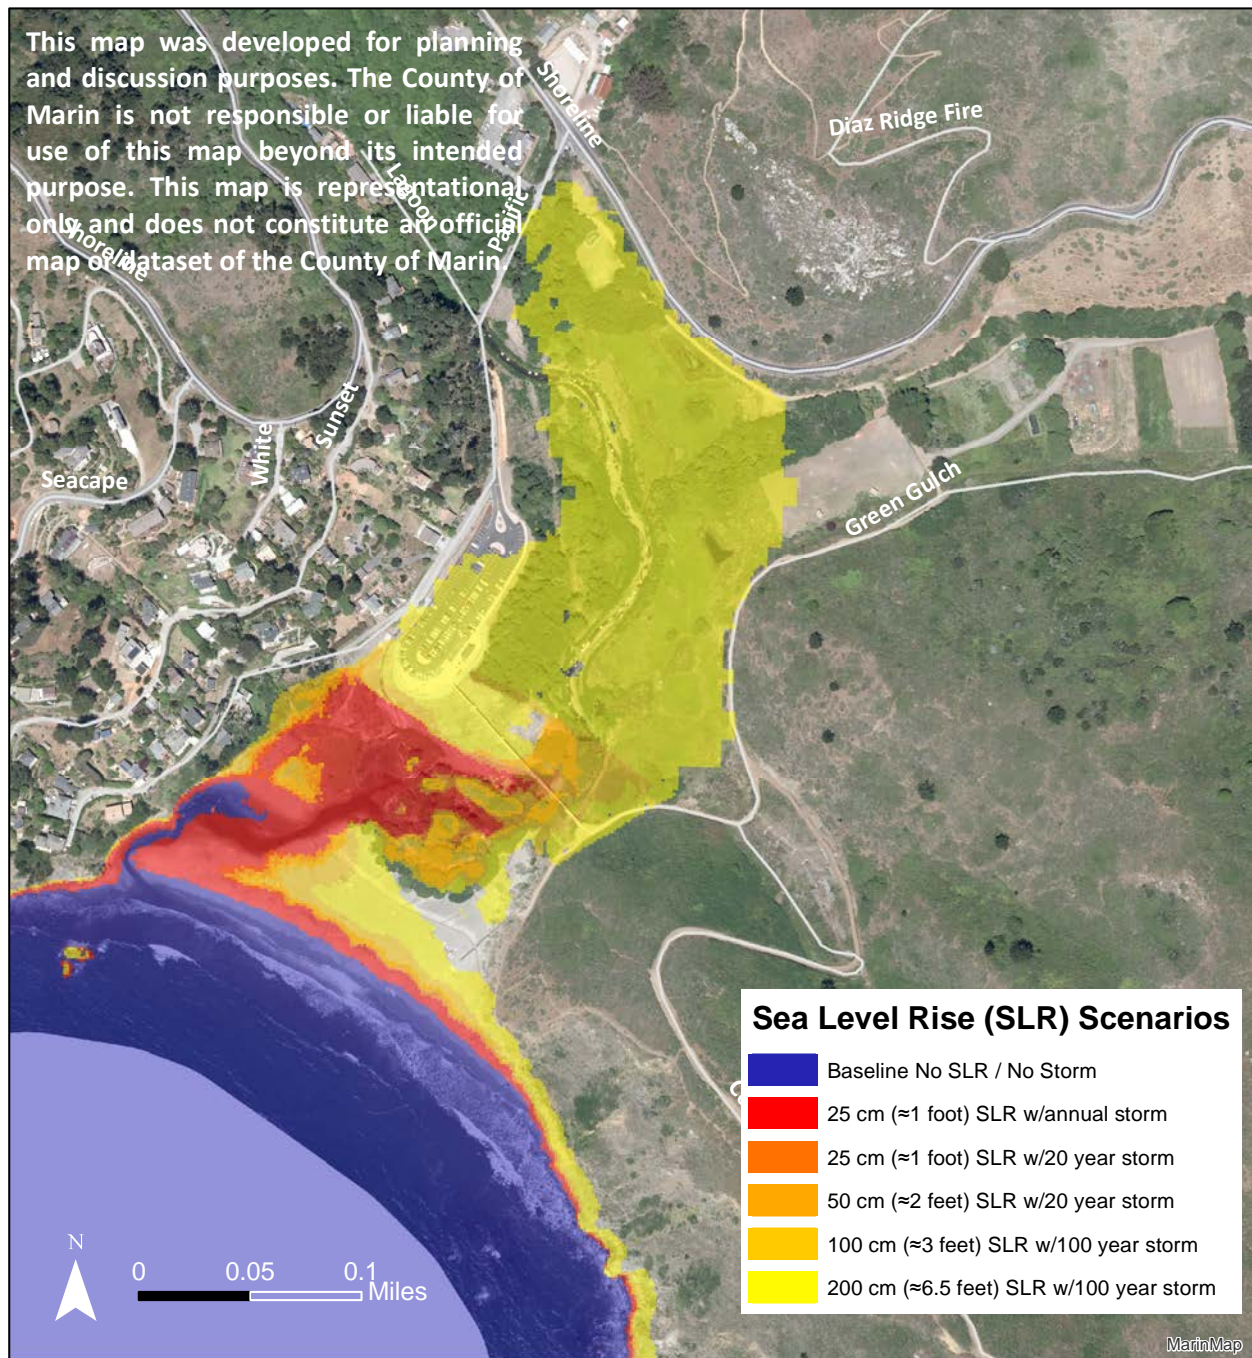 This map was developed for planning
and discussion purposes. The County of
Marin is not responsible or liable for
use of this map beyond its intended
purpose. This map is representational
only and does not constitute an official
map or dataset of the County of Marin.
Shoreline
Diaz Ridge Fire
Lagoon
Pacific
Shoreline
Sunset
White
Seacape
Green Gulch
Sea Level Rise (SLR) Scenarios
Baseline No SLR / No Storm
25 cm (≈1 foot) SLR w/annual storm
25 cm (≈1 foot) SLR w/20 year storm
50 cm (≈2 feet) SLR w/20 year storm
100 cm (≈3 feet) SLR w/100 year storm
200 cm (≈6.5 feet) SLR w/100 year storm
N
0 0.05 0.1
Miles
MarinMap